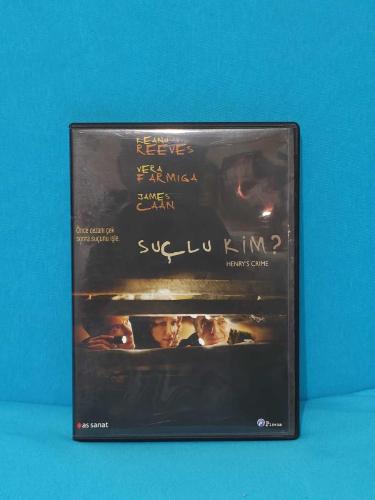 KEANU
REEVES
VERA
FARMIGA
JAMES
CAAN
Önce cezanı çek
sonra suçunu işle.
SUÇLU KİM?
HENRY'S CRIME
as sanat